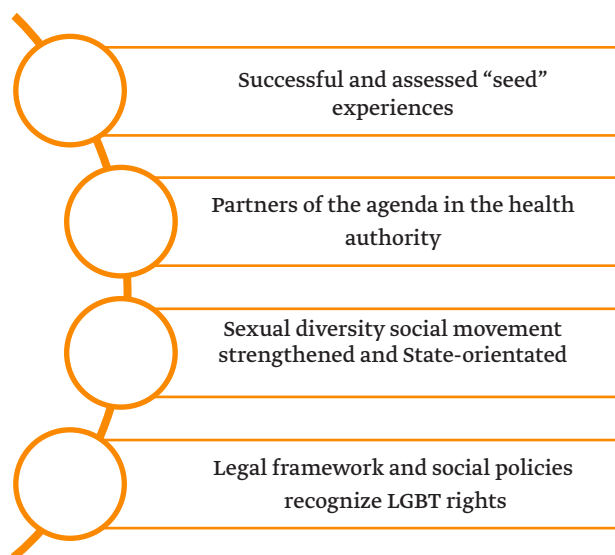 Successful and assessed “seed”
experiences
Partners of the agenda in the health
authority
Sexual diversity social movement
strengthened and State-orientated
Legal framework and social policies
recognize LGBT rights